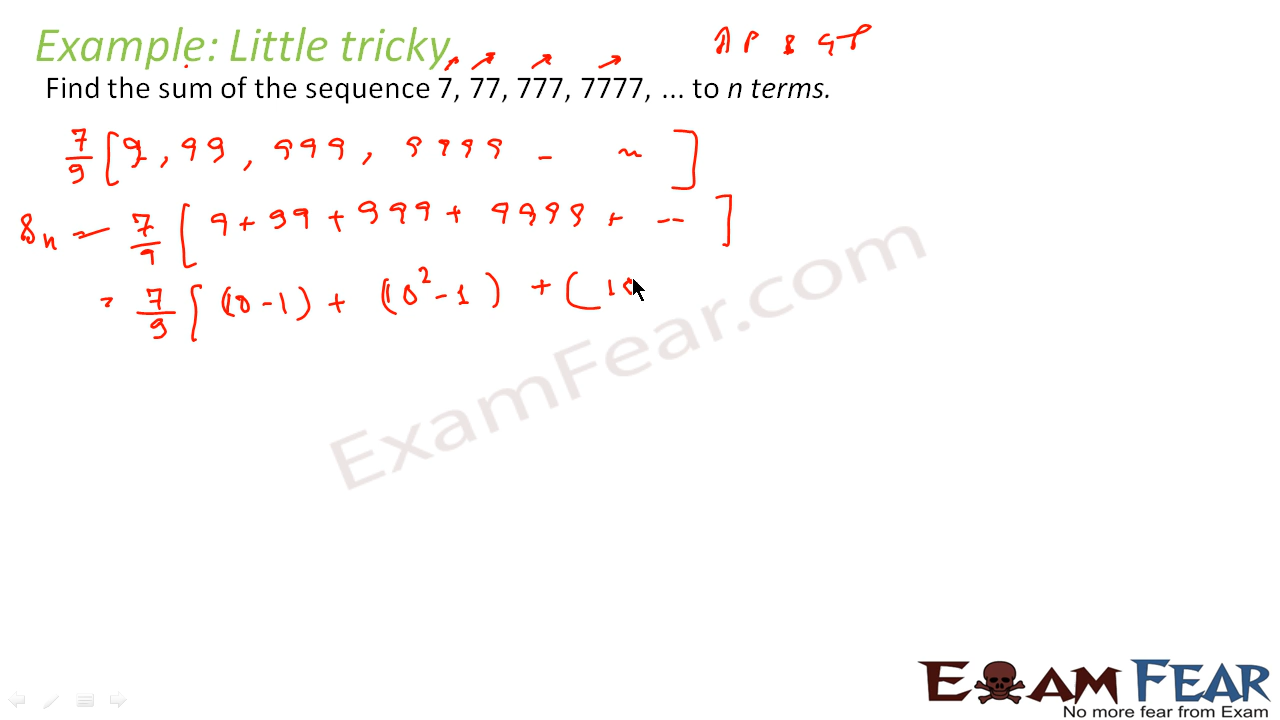 Example: Little tricky
AP & GP
Find the sum of the sequence 7, 77, 777, 7777, ... to n terms.
7/9 [ 9 , 99 , 999 , 9999 - n ]
Sn = 7/9 [ 9 + 99 + 999 + 9999 + -- ]
= 7/9 [ (10 - 1) + (10² - 1) + ( 10
ExamFear.com
EXAM FEAR
No more fear from Exam